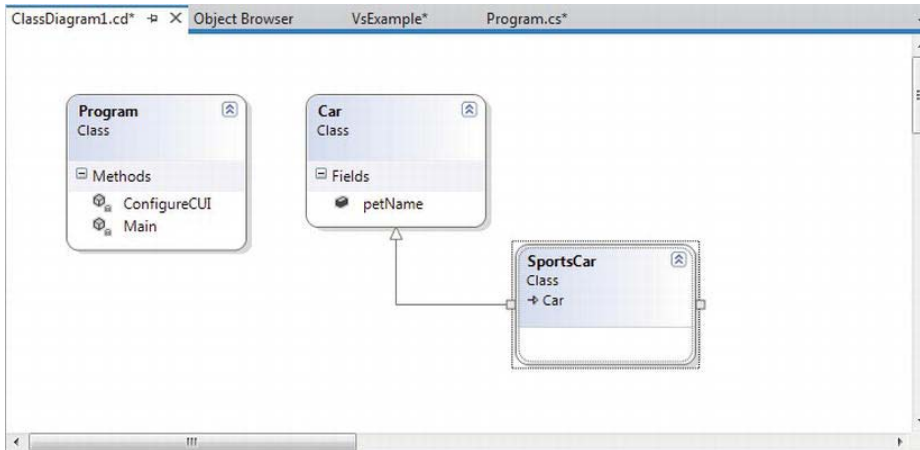 ClassDiagram1.cd* Object Browser VsExample* Program.cs*
Program
Class
Methods
ConfigureCUI
Main
Car
Class
Fields
petName
SportsCar
Class
Car